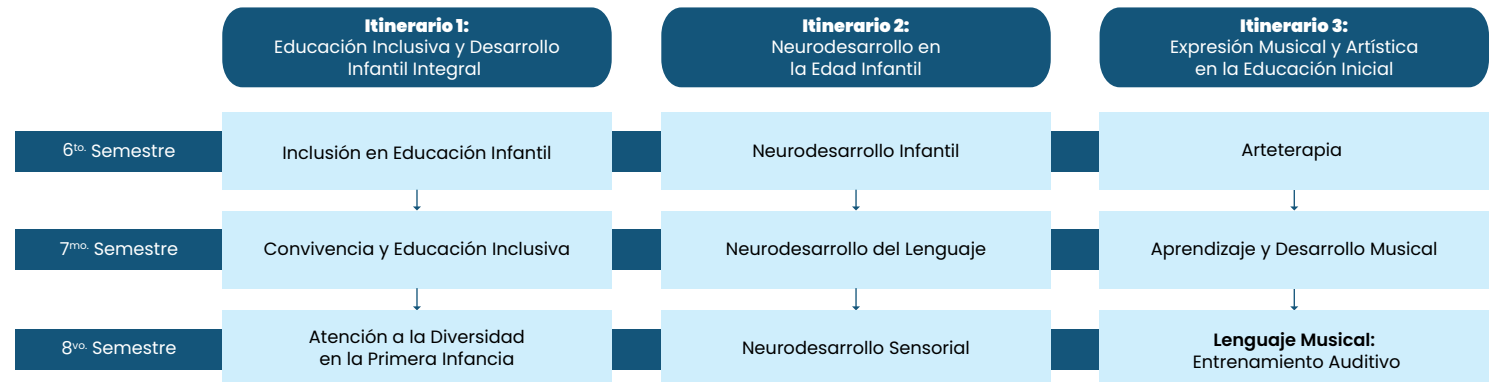 Itinerario 1:
Educación Inclusiva y Desarrollo
Infantil Integral
Itinerario 2:
Neurodesarrollo en
la Edad Infantil
Itinerario 3:
Expresión Musical y Artística
en la Educación Inicial
6to. Semestre
Inclusión en Educación Infantil
Neurodesarrollo Infantil
Arteterapia
7mo. Semestre
Convivencia y Educación Inclusiva
Neurodesarrollo del Lenguaje
Aprendizaje y Desarrollo Musical
8vo. Semestre
Atención a la Diversidad
en la Primera Infancia
Neurodesarrollo Sensorial
Lenguaje Musical:
Entrenamiento Auditivo